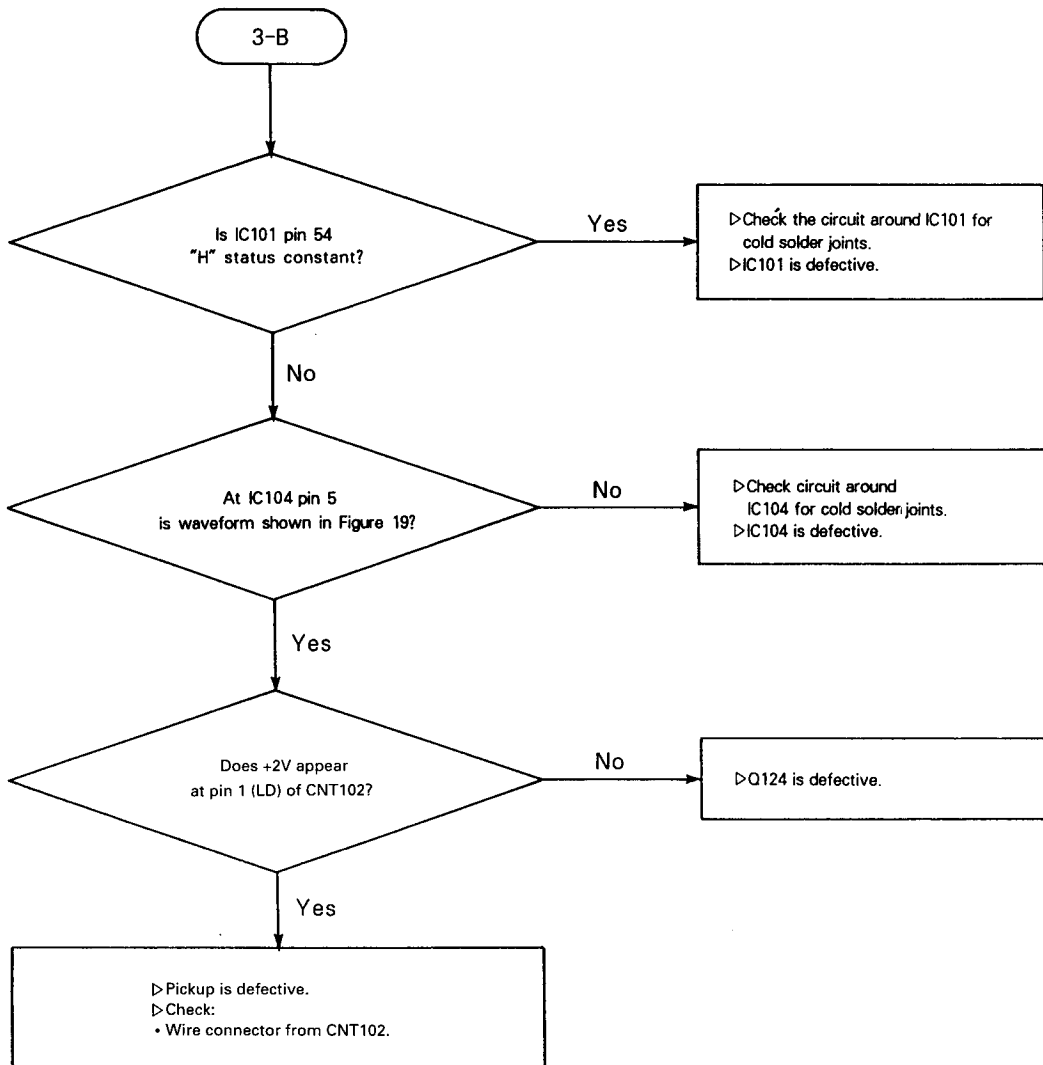 3-B
Is IC101 pin 54
"H" status constant?
Yes
▷Check the circuit around IC101 for
cold solder joints.
▷IC101 is defective.
No
At IC104 pin 5
is waveform shown in Figure 19?
No
▷Check circuit around
IC104 for cold solder joints.
▷IC104 is defective.
Yes
Does +2V appear
at pin 1 (LD) of CNT102?
No
▷Q124 is defective.
Yes
▷Pickup is defective.
▷Check:
• Wire connector from CNT102.